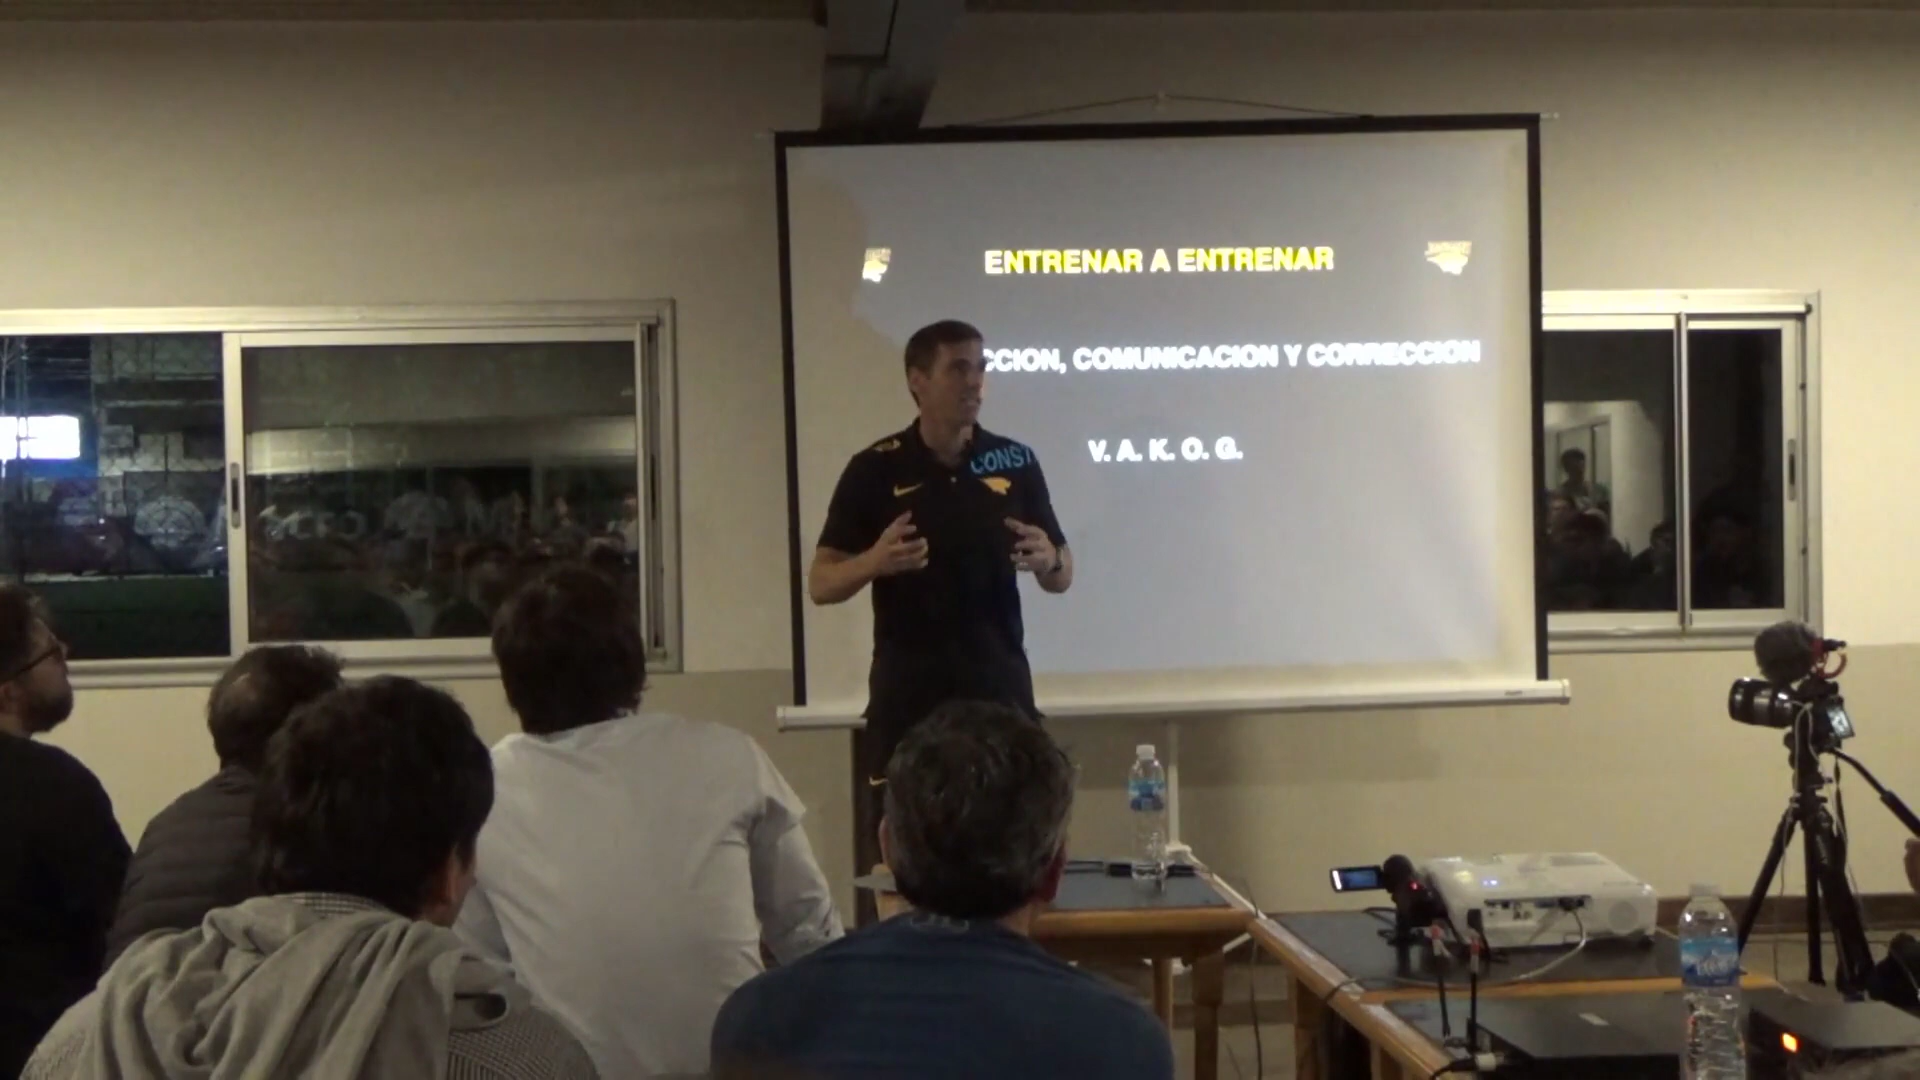 ENTRENAR A ENTRENAR
CCION, COMUNICACION Y CORRECCION
V. A. K. O. G.
CONST